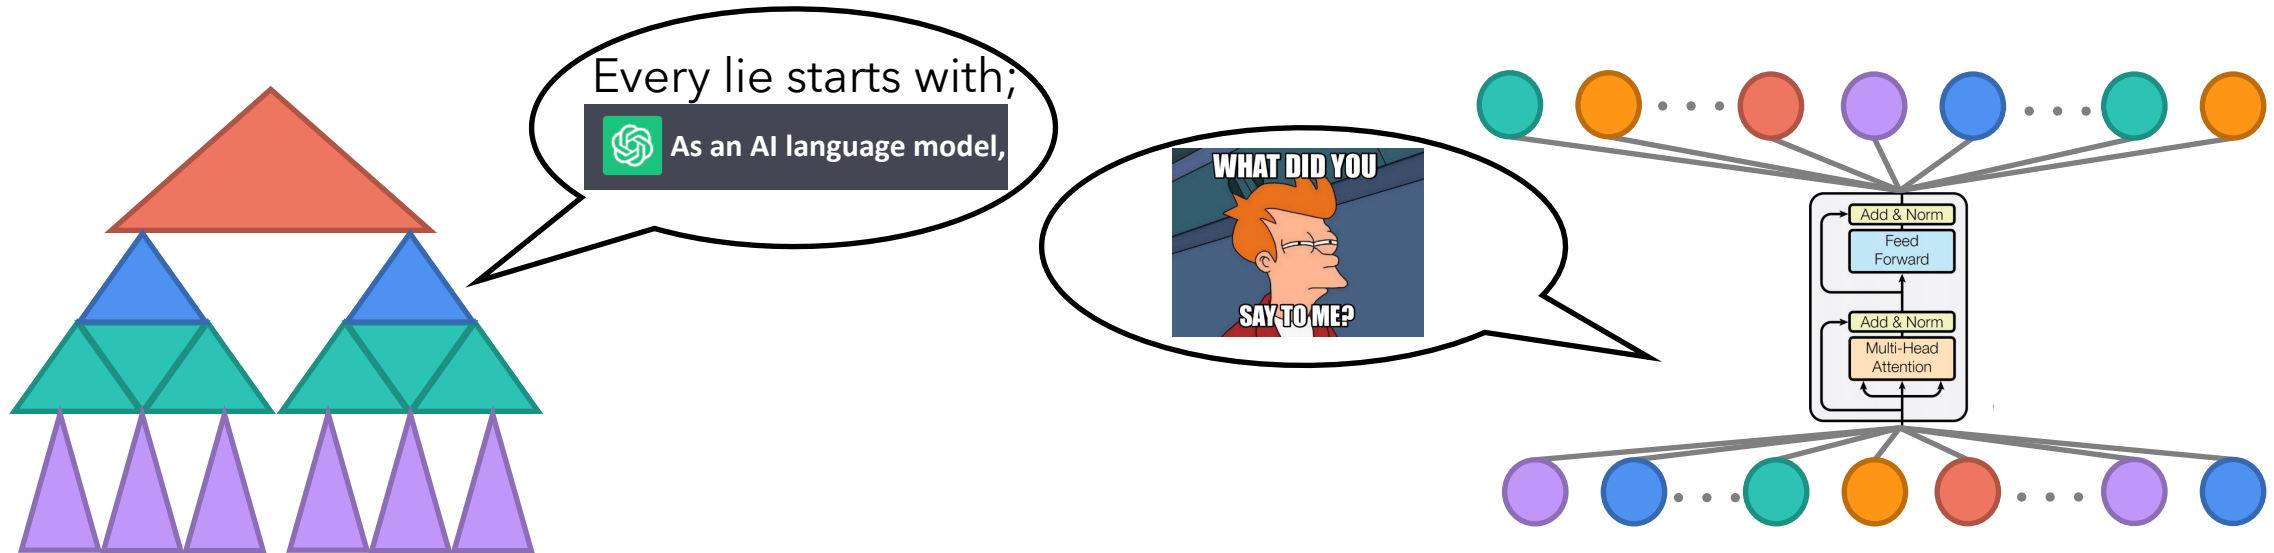 Every lie starts with;
As an AI language model,
WHAT DID YOU
SAY TO ME?
Add & Norm
Feed
Forward
Add & Norm
Multi-Head
Attention